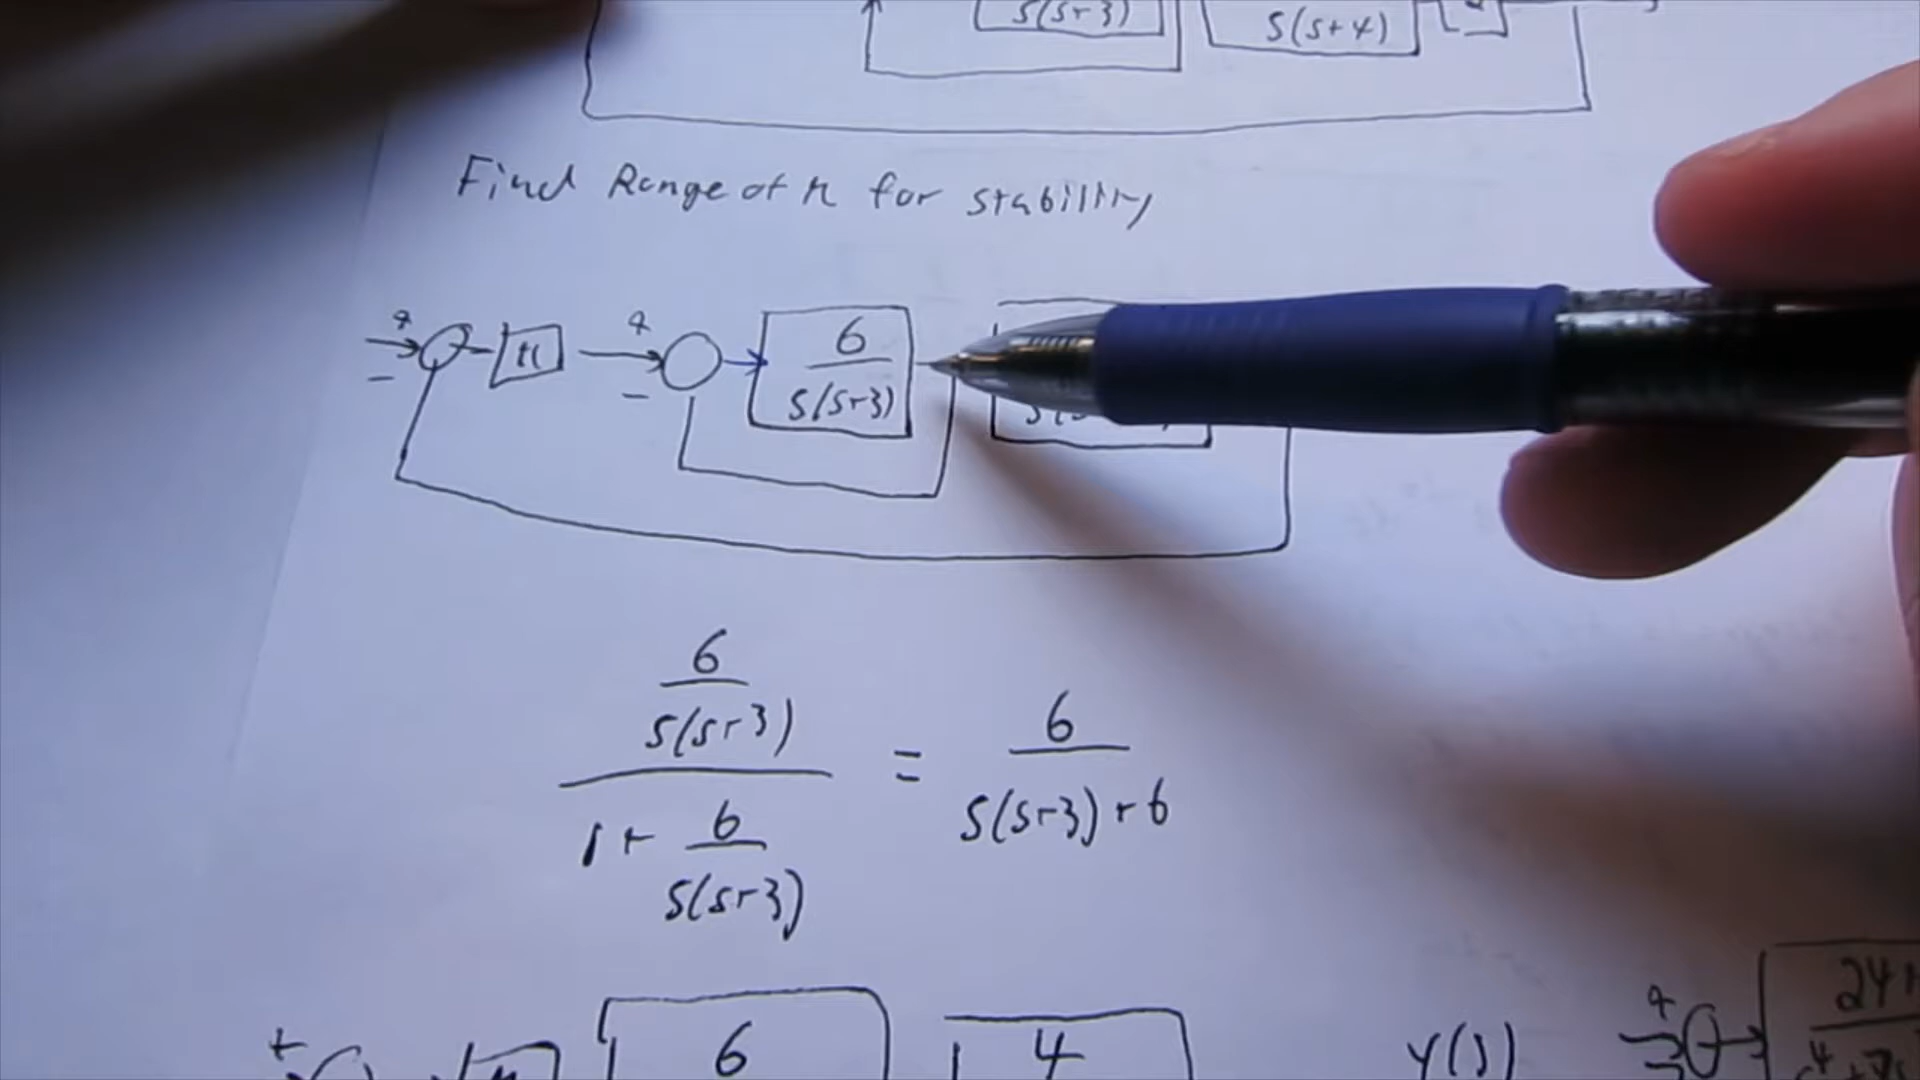 S(S+3) S(S+4)
Find Range of K for stability
+ K + 6
- - S(S+3)
6
S(S+3) 6
= 
1+ 6 S(S+3)+6
S(S+3)
+ 6 4 Y(s) + 24